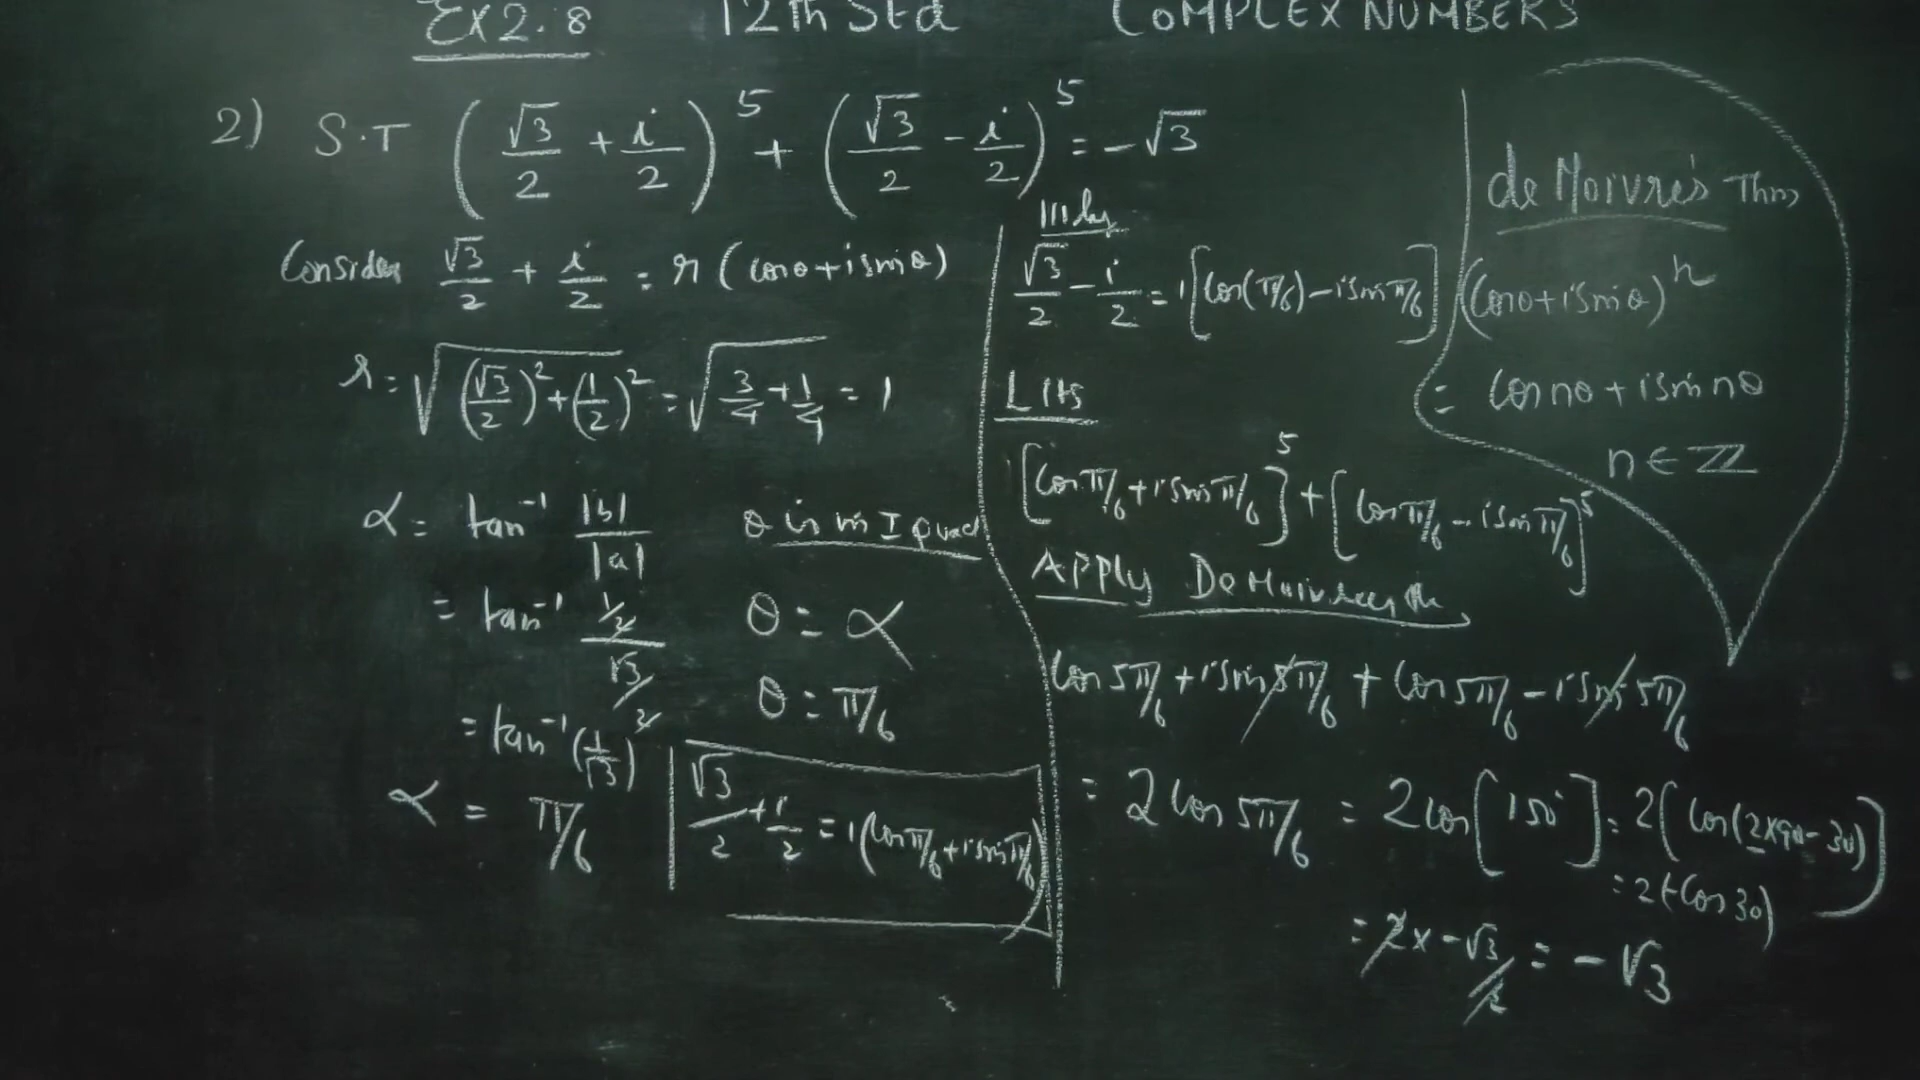 Ex 2.8 12th Std COMPLEX NUMBERS
2) S.T (√3/2 + i/2)^5 + (√3/2 - i/2)^5 = -√3
Consider √3/2 + i/2 = r (cosθ + i sinθ)
r = √((√3/2)^2 + (1/2)^2) = √(3/4 + 1/4) = 1
α = tan^-1 |b|/|a|
= tan^-1 (1/2)/(√3/2)
= tan^-1 (1/√3)
α = π/6
θ is in I quad
θ = α
θ = π/6
√3/2 + i/2 = 1(cos π/6 + i sin π/6)
IIIly
√3/2 - i/2 = 1[cos(π/6) - i sin π/6]
LHS
[cos π/6 + i sin π/6]^5 + [cos π/6 - i sin π/6]^5
Apply De Moivre's th
cos 5π/6 + i sin 5π/6 + cos 5π/6 - i sin 5π/6
= 2 cos 5π/6 = 2 cos[150°] = 2(cos(2x90-30))
= 2(-cos 30)
= 2 x -√3/2 = -√3
de Moivre's Thm
(cosθ + i sinθ)^n
= cos nθ + i sin nθ
n ∈ ℤ